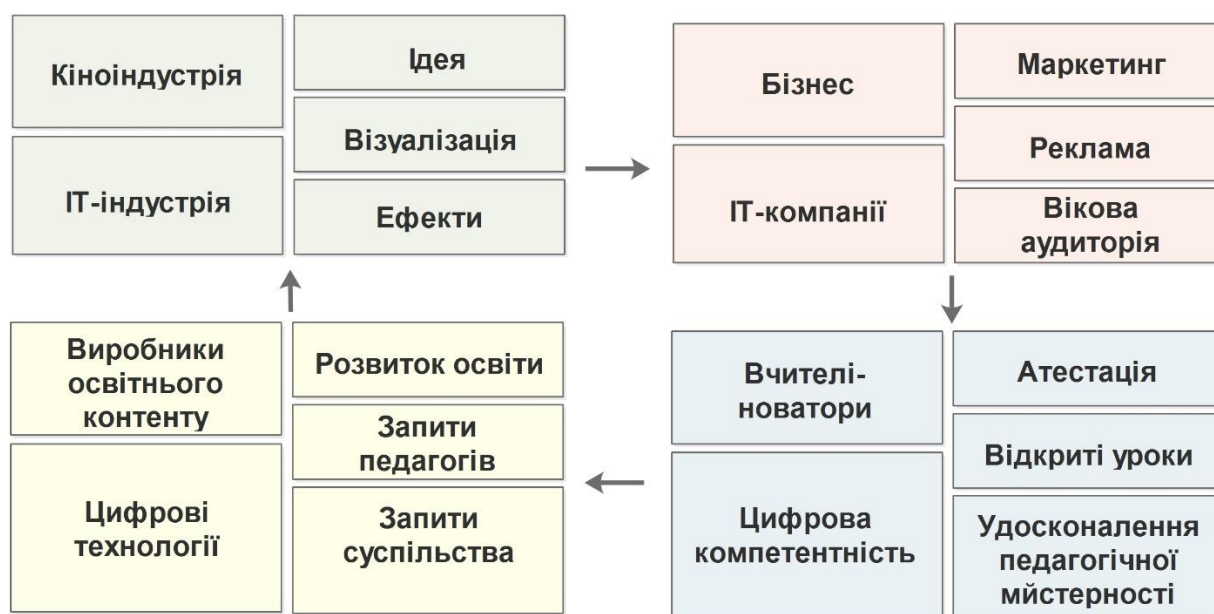 Кіноіндустрія
ІТ-індустрія
Ідея
Візуалізація
Ефекти
Бізнес
ІТ-компанії
Маркетинг
Реклама
Вікова
аудиторія
Виробники
освітнього
контенту
Цифрові
технології
Розвиток освіти
Запити
педагогів
Запити
суспільства
Вчителі-
новатори
Цифрова
компетентність
Атестація
Відкриті уроки
Удосконалення
педагогічної
мйстерності